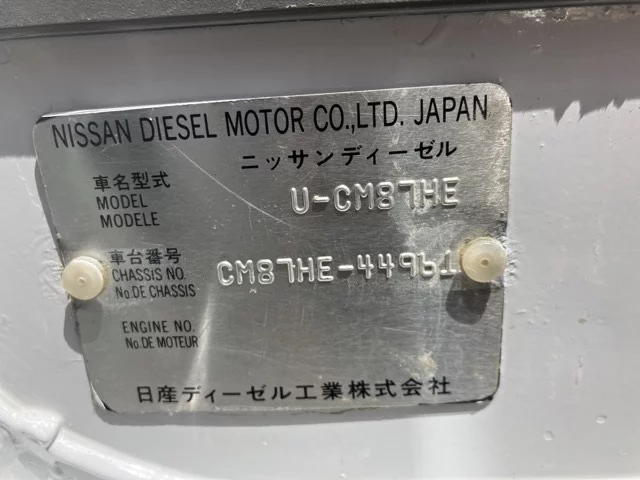 NISSAN DIESEL MOTOR CO.,LTD. JAPAN
ニッサンディーゼル
車名型式
MODEL
MODELE
U-CM87HE
車台番号
CHASSIS NO.
No.DE CHASSIS
CM87HE-44961
ENGINE NO.
No.DE MOTEUR
日産ディーゼル工業株式会社